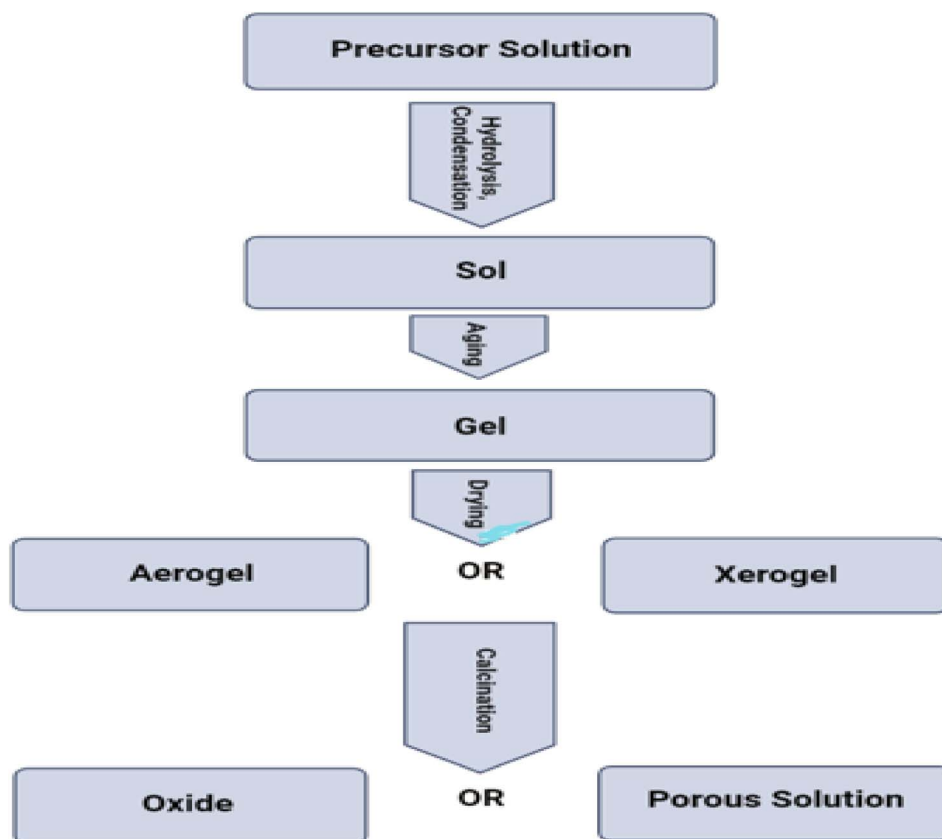 Precursor Solution
Hydrolysis,
Condensation
Sol
Aging
Gel
Drying
Aerogel
OR
Xerogel
Calcination
Oxide
OR
Porous Solution